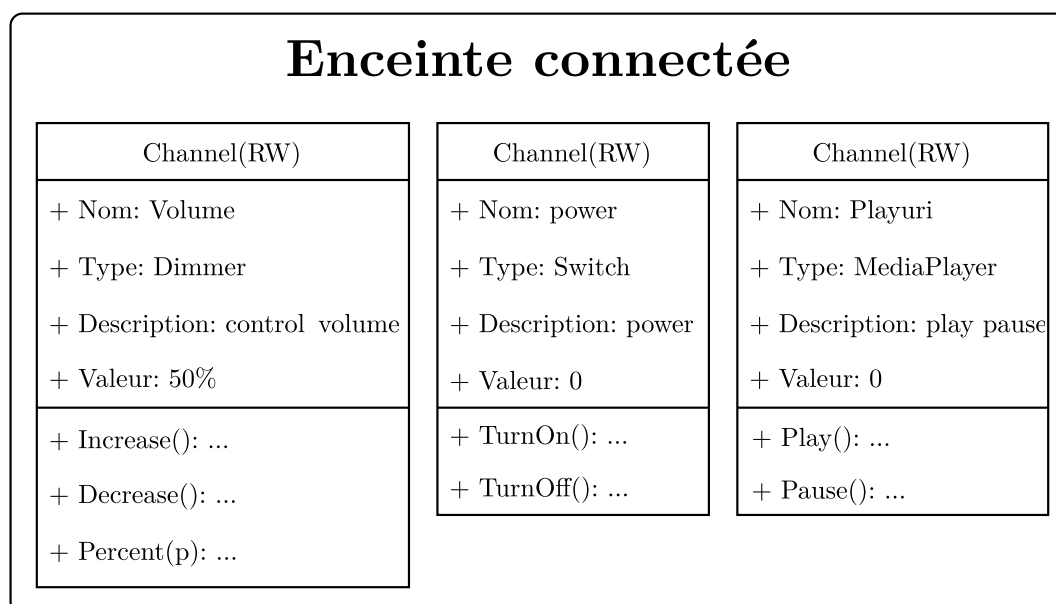 Enceinte connectée
Channel(RW)
+ Nom: Volume
+ Type: Dimmer
+ Description: control volume
+ Valeur: 50%
+ Increase(): ...
+ Decrease(): ...
+ Percent(p): ...
Channel(RW)
+ Nom: power
+ Type: Switch
+ Description: power
+ Valeur: 0
+ TurnOn(): ...
+ TurnOff(): ...
Channel(RW)
+ Nom: Playuri
+ Type: MediaPlayer
+ Description: play pause
+ Valeur: 0
+ Play(): ...
+ Pause(): ...